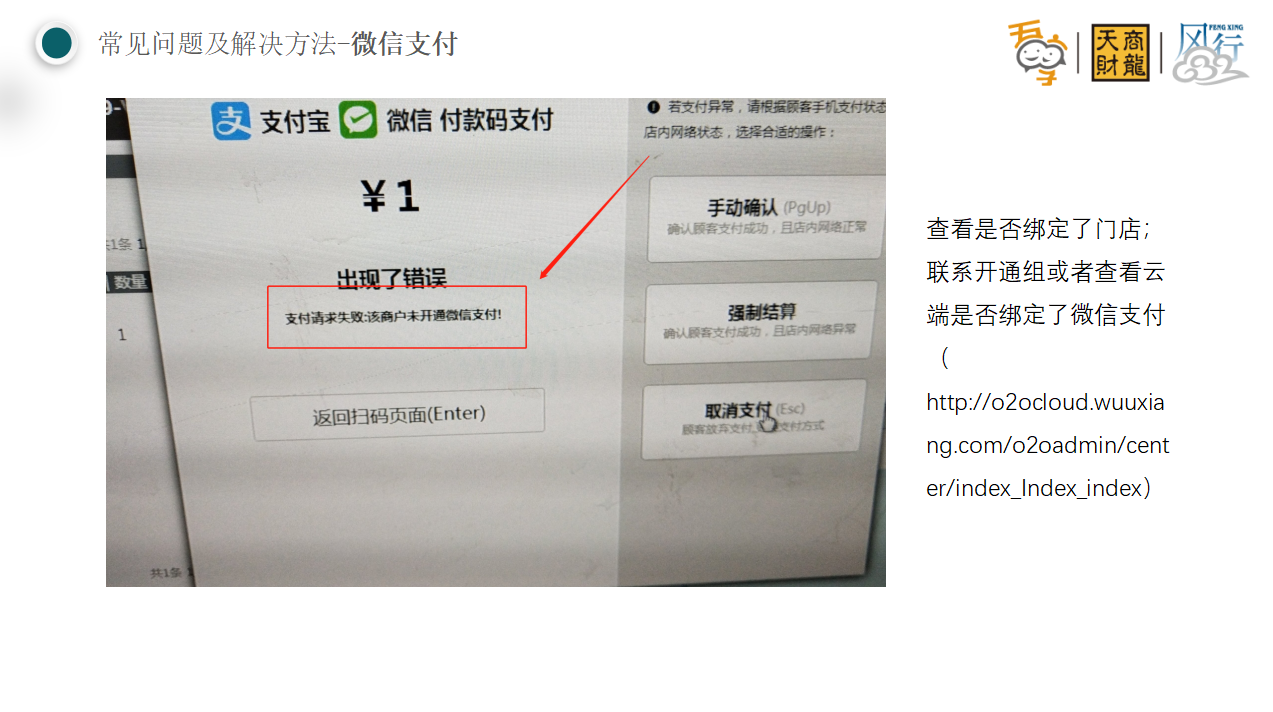 常见问题及解决方法-微信支付
吾享
天财商龍
FENG XING
风行
支付宝 微信 付款码支付
¥1
出现了错误
支付请求失败:该商户未开通微信支付!
返回扫码页面(Enter)
共1条 1
数量
1
共1条
若支付异常，请根据顾客手机支付状态
店内网络状态，选择合适的操作：
手动确认 (PgUp)
确认顾客支付成功，且店内网络正常
强制结算
确认顾客支付成功，且店内网络异常
取消支付 (Esc)
顾客放弃支付,支付方式
查看是否绑定了门店；
联系开通组或者查看云
端是否绑定了微信支付
（
http://o2ocloud.wuuxia
ng.com/o2oadmin/cent
er/index_Index_index）